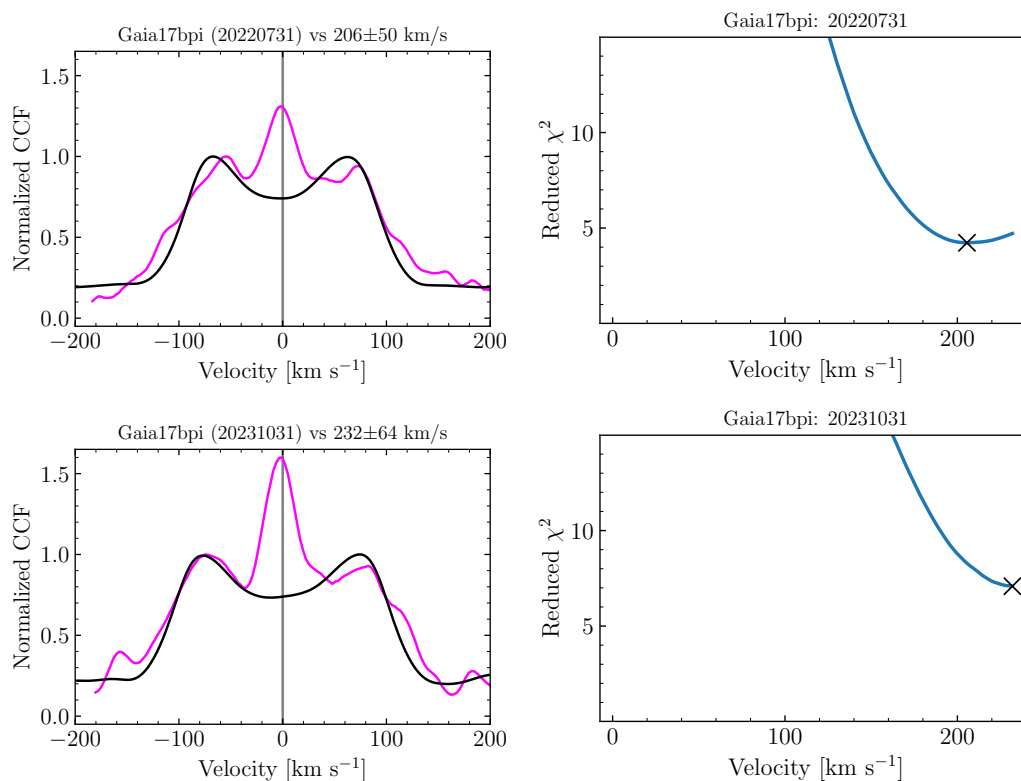 Gaia17bpi (20220731) vs 206±50 km/s
Normalized CCF
1.5
1.0
0.5
0.0
−200 −100 0 100 200
Velocity [km s⁻¹]
Gaia17bpi: 20220731
Reduced χ²
10
5
0 100 200
Velocity [km s⁻¹]
Gaia17bpi (20231031) vs 232±64 km/s
Normalized CCF
1.5
1.0
0.5
0.0
−200 −100 0 100 200
Velocity [km s⁻¹]
Gaia17bpi: 20231031
Reduced χ²
10
5
0 100 200
Velocity [km s⁻¹]